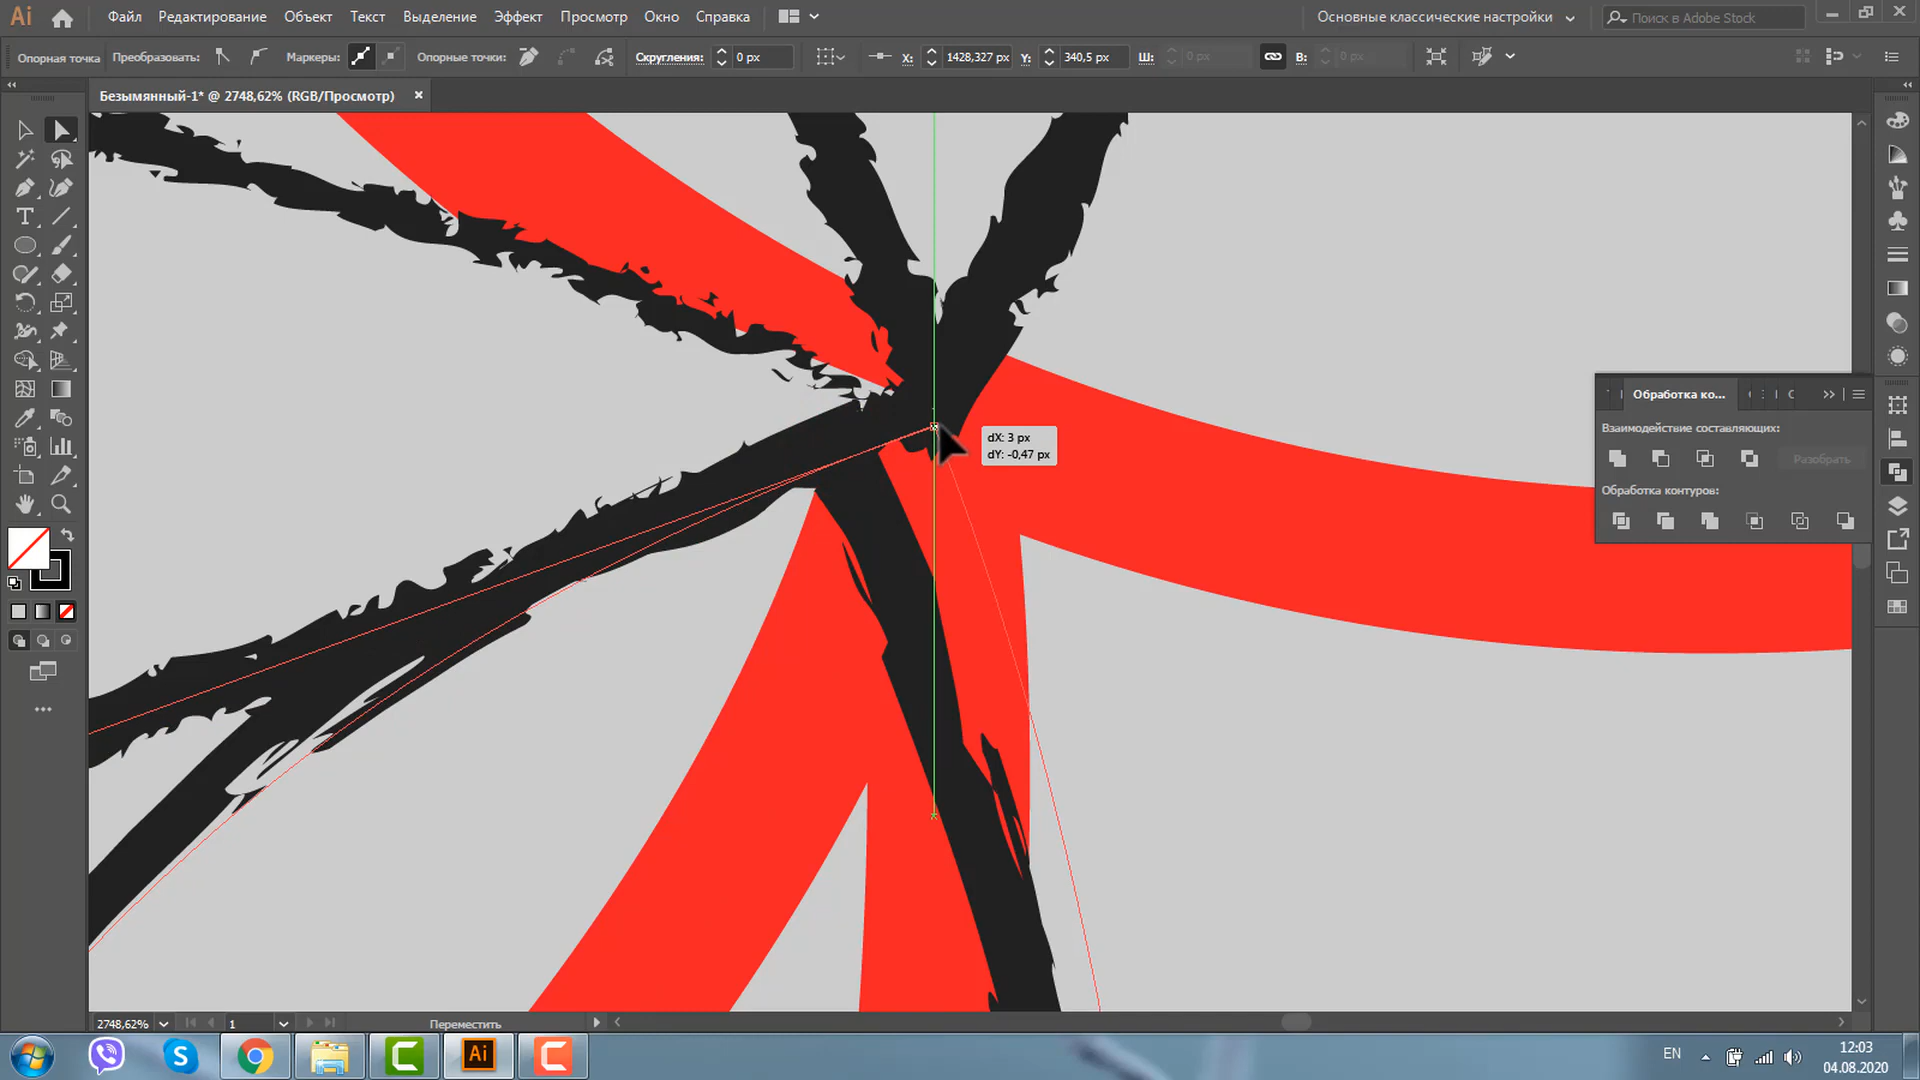 Ai
Файл Редактирование Объект Текст Выделение Эффект Просмотр Окно Справка
Основные классические настройки
Поиск в Adobe Stock
Опорная точка Преобразовать: Маркеры: Опорные точки: Скругления: 0 px X: 1428,327 px Y: 340,5 px Ш: 0 px В: 0 px
Безымянный-1* @ 2748,62% (RGB/Просмотр)
Обработка ко...
Взаимодействие составляющих:
Разобрать
Обработка контуров:
dX: 3 px
dY: -0,47 px
2748,62% 1 Переместить
Ai
EN
12:03
04.08.2020